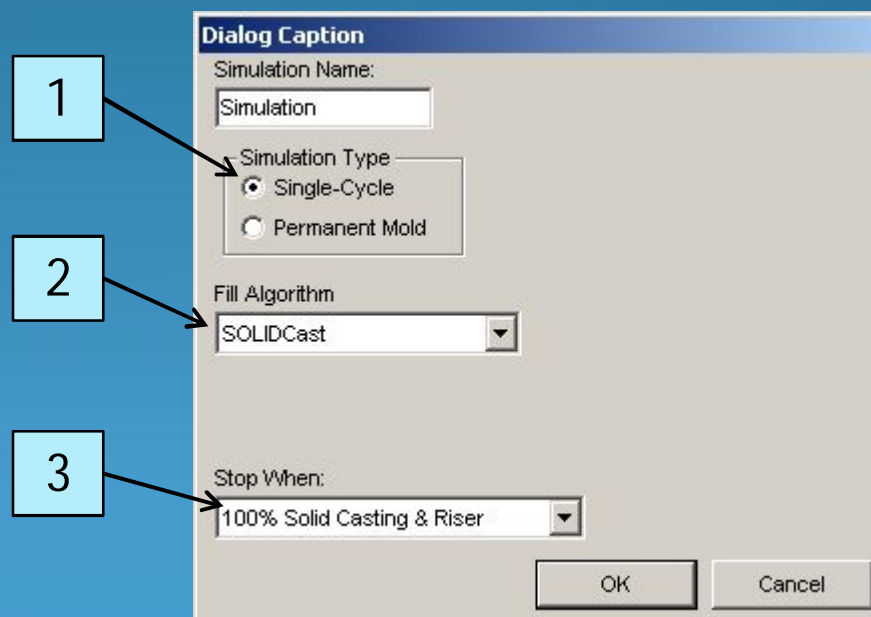 Dialog Caption
Simulation Name:
1
Simulation
Simulation Type
Single-Cycle
Permanent Mold
2
Fill Algorithm
SOLIDCast
3
Stop When:
100% Solid Casting & Riser
OK Cancel